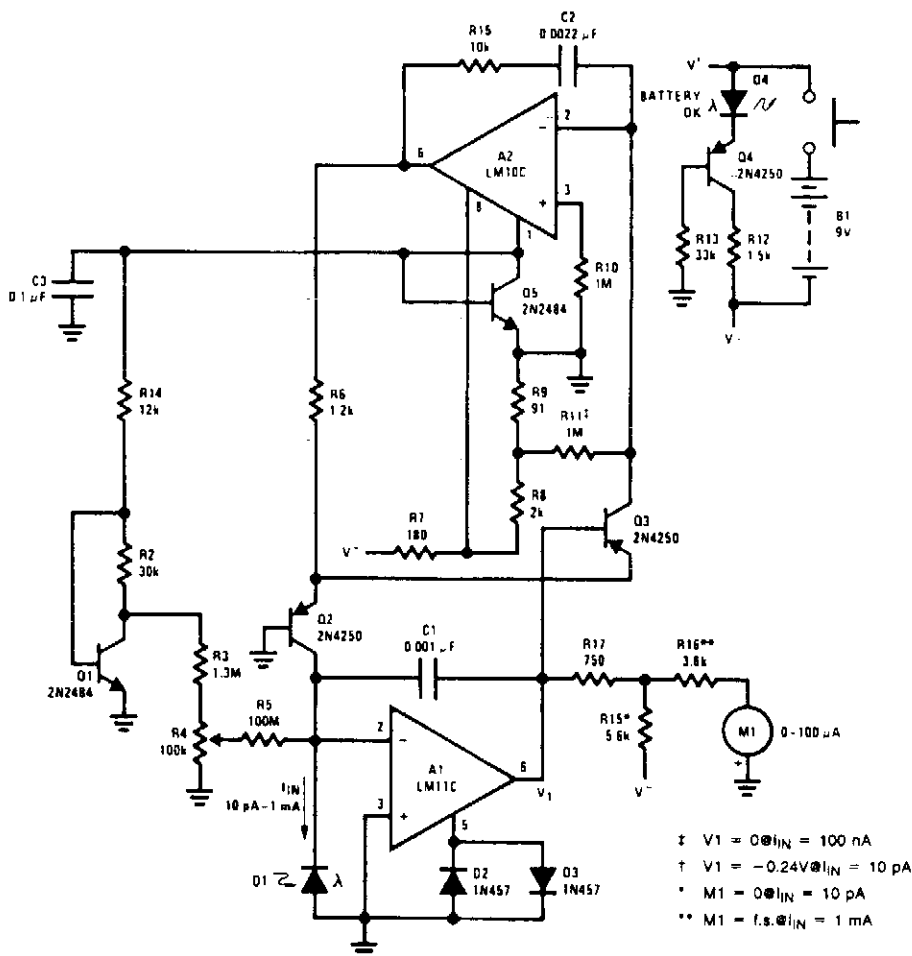 C2
0.0022 µF
R15
10k
V+
D4
BATTERY
OK
λ
Q4
2N4250
B1
9V
R13
33k
R12
1.5k
V-
A2
LM10C
6
2
3
8
1
−
+
R10
1M
Q5
2N2484
C3
0.1 µF
R14
12k
R6
1.2k
R9
91
R11‡
1M
R8
2k
R7
180
V-
Q3
2N4250
R2
30k
Q1
2N2484
R3
1.3M
R4
100k
R5
100M
Q2
2N4250
C1
0.001 µF
R17
750
R16**
3.6k
R15*
5.6k
V-
M1
+
0-100 µA
A1
LM11C
2
3
6
5
−
+
V1
IIN
10 pA-1 mA
D1
λ
D2
1N457
D3
1N457
‡ V1 = 0@IIN = 100 nA
† V1 = −0.24V@IIN = 10 pA
* M1 = 0@IIN = 10 pA
** M1 = f.s.@IIN = 1 mA